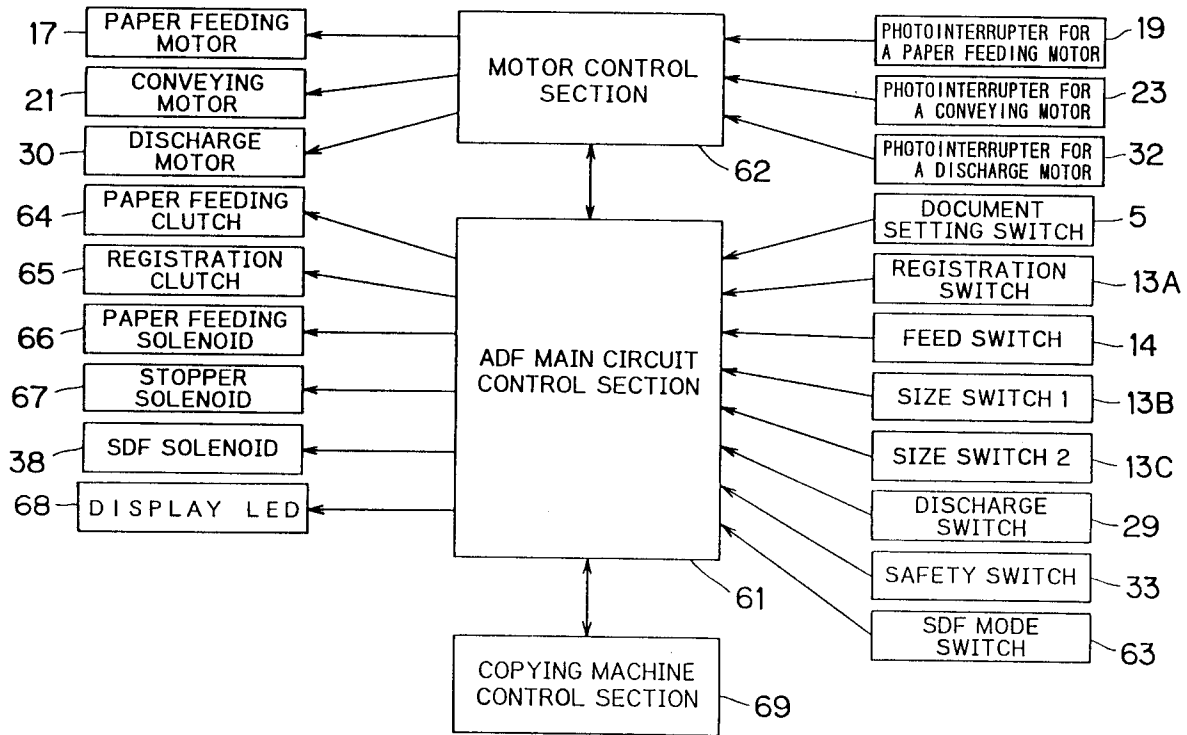 17
PAPER FEEDING
MOTOR
21
CONVEYING
MOTOR
30
DISCHARGE
MOTOR
64
PAPER FEEDING
CLUTCH
65
REGISTRATION
CLUTCH
66
PAPER FEEDING
SOLENOID
67
STOPPER
SOLENOID
38
SDF SOLENOID
68
DISPLAY LED
MOTOR CONTROL
SECTION
62
ADF MAIN CIRCUIT
CONTROL SECTION
61
COPYING MACHINE
CONTROL SECTION
69
PHOTOINTERRUPTER FOR
A PAPER FEEDING MOTOR
19
PHOTOINTERRUPTER FOR
A CONVEYING MOTOR
23
PHOTOINTERRUPTER FOR
A DISCHARGE MOTOR
32
DOCUMENT
SETTING SWITCH
5
REGISTRATION
SWITCH
13A
FEED SWITCH
14
SIZE SWITCH 1
13B
SIZE SWITCH 2
13C
DISCHARGE
SWITCH
29
SAFETY SWITCH
33
SDF MODE
SWITCH
63